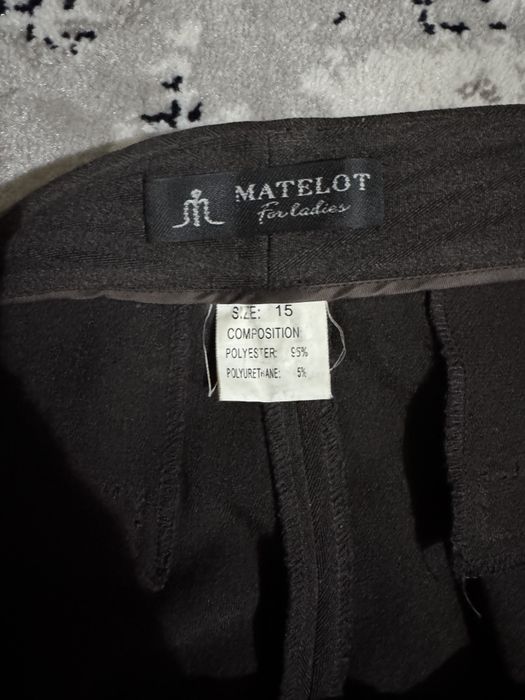 MATELOT
For ladies
SIZE: 15
COMPOSITION
POLYESTER: 95%
POLYURETHANE: 5%